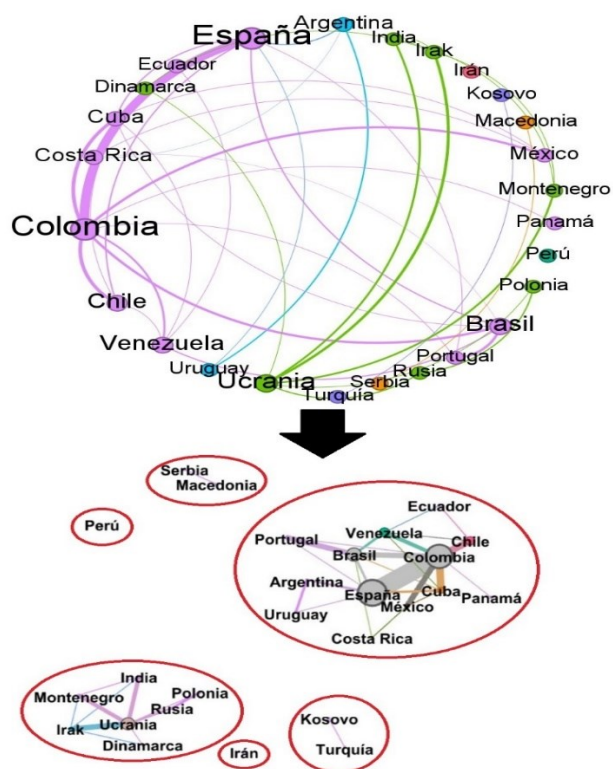 Argentina
España
India
Irak
Ecuador
Irán
Dinamarca
Kosovo
Cuba
Macedonia
Costa Rica
México
Montenegro
Colombia
Panamá
Perú
Chile
Polonia
Venezuela
Brasil
Uruguay
Portugal
Ucrania
Rusia
Serbia
Turquía
Serbia
Macedonia
Perú
Ecuador
Portugal
Venezuela
Chile
Brasil
Colombia
Argentina
España
Cuba
México
Panamá
Uruguay
Costa Rica
India
Montenegro
Polonia
Rusia
Irak
Ucrania
Dinamarca
Irán
Kosovo
Turquía